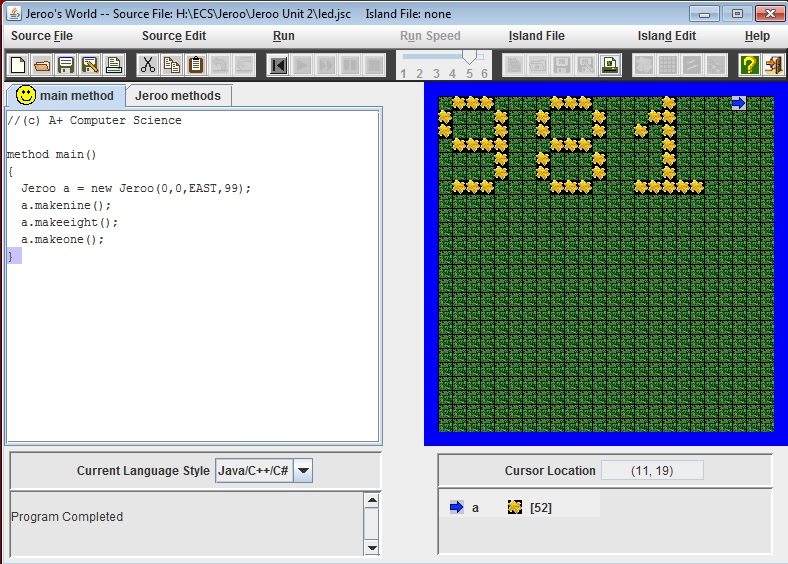 Jeroo's World -- Source File: H:\ECS\Jeroo\Jeroo Unit 2\led.jsc    Island File: none
Source File Source Edit Run Run Speed Island File Island Edit Help
1 2 3 4 5 6
main method Jeroo methods
//(c) A+ Computer Science
method main()
{
Jeroo a = new Jeroo(0,0,EAST,99);
a.makenine();
a.makeeight();
a.makeone();
}
981
Current Language Style Java/C++/C#
Cursor Location (11, 19)
Program Completed
a [52]